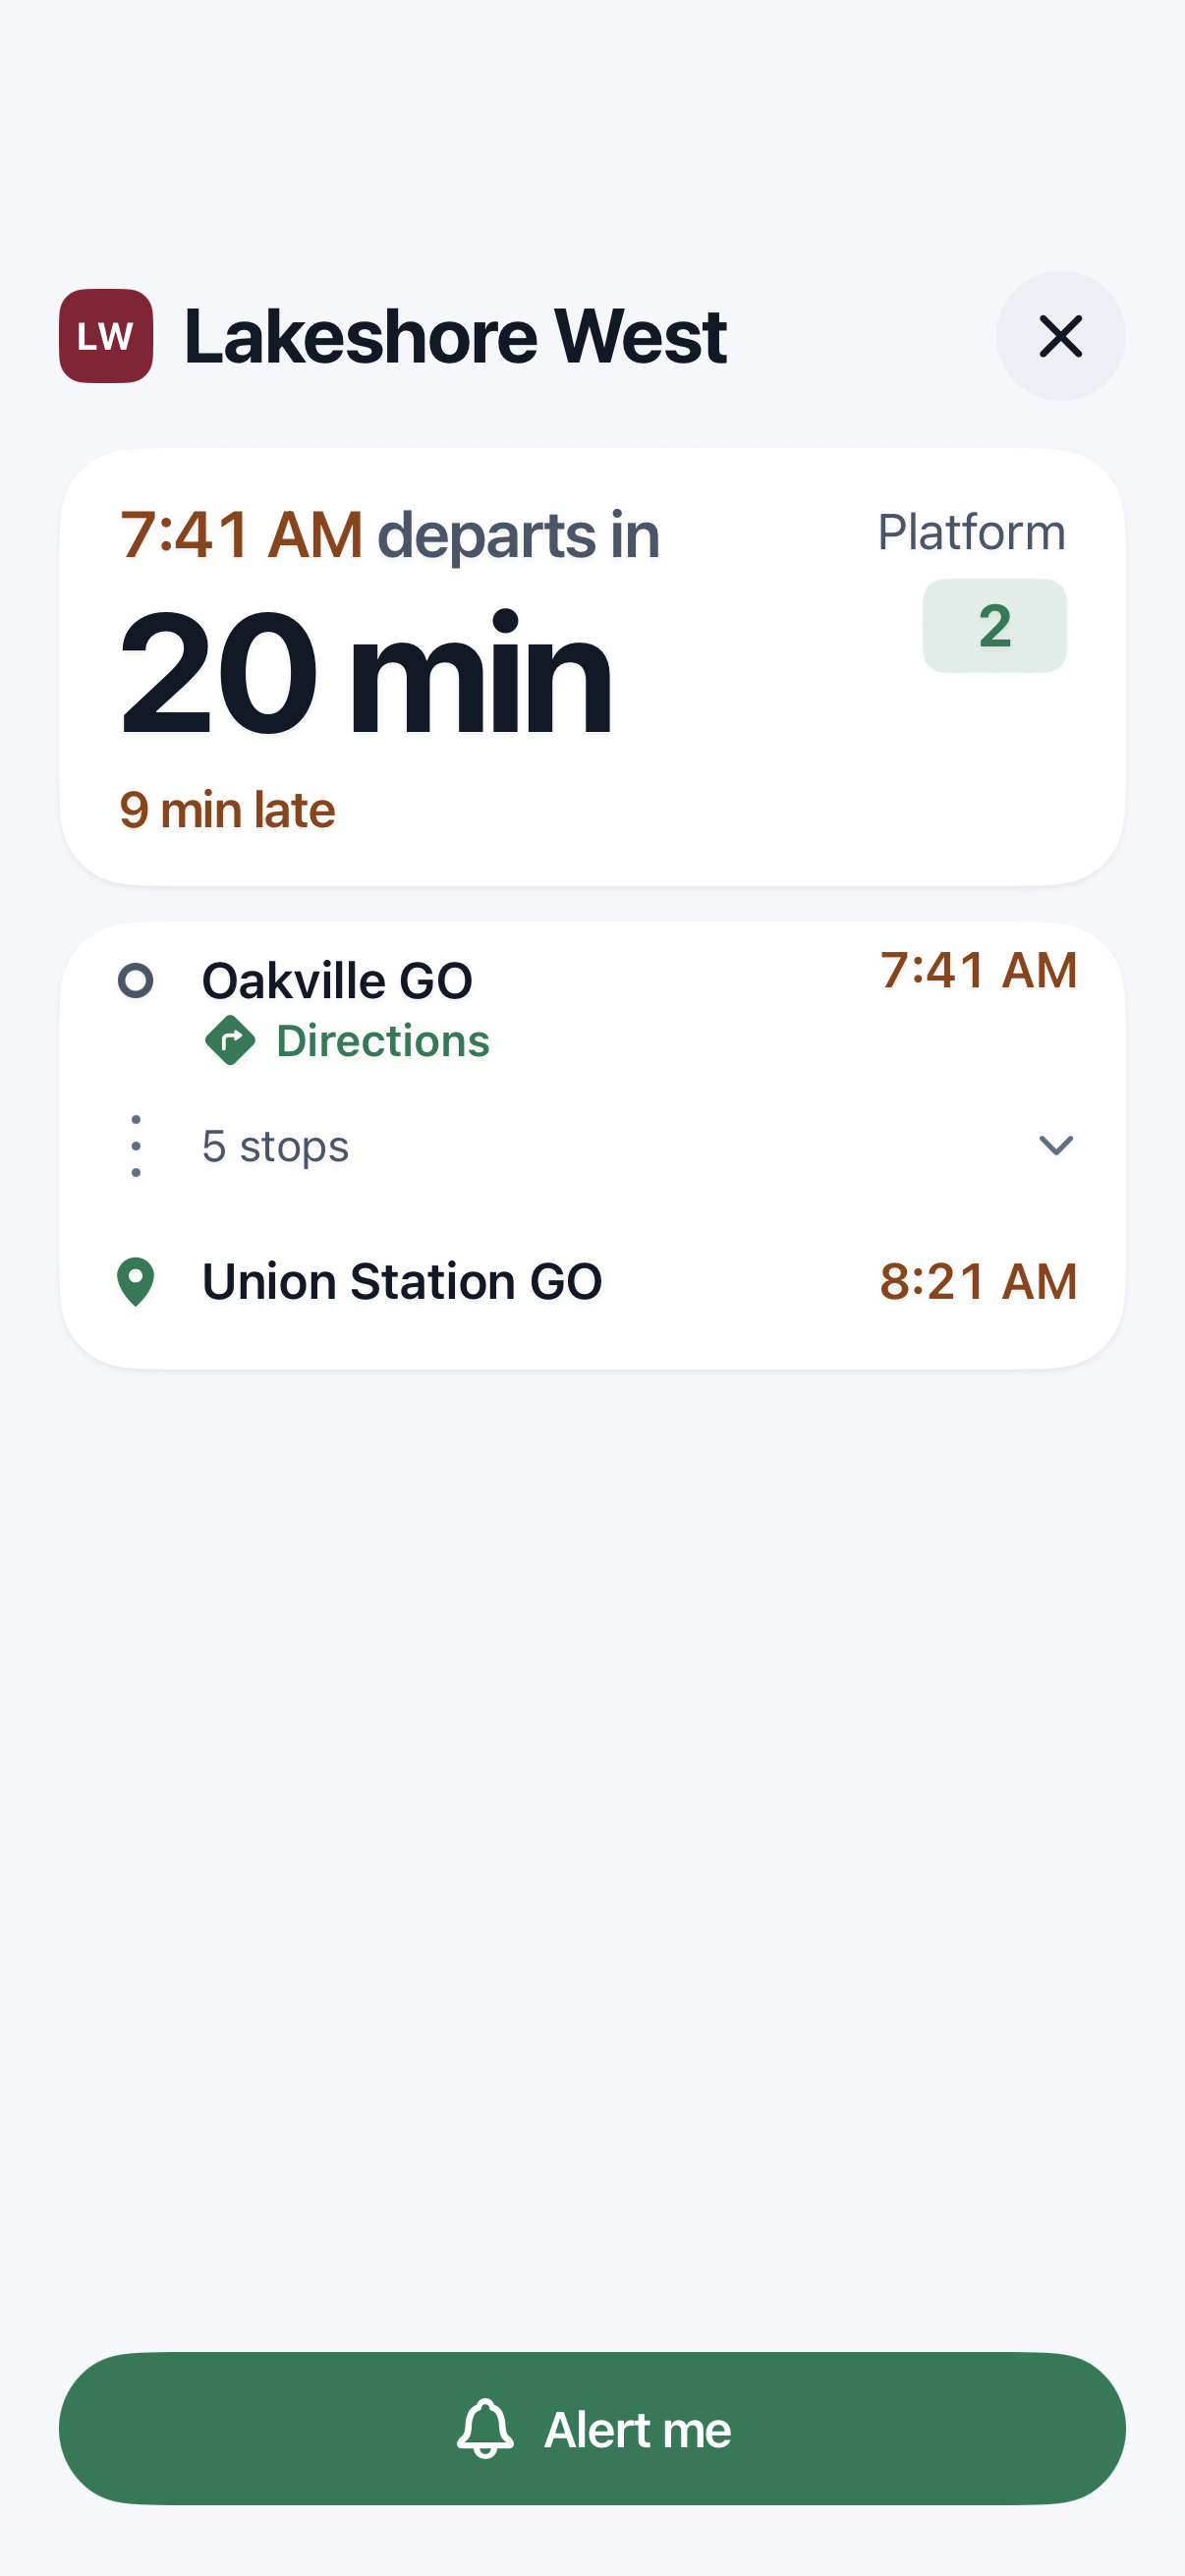 LW Lakeshore West
7:41 AM departs in
Platform
20 min
2
9 min late
Oakville GO 7:41 AM
Directions
5 stops
Union Station GO 8:21 AM
Alert me